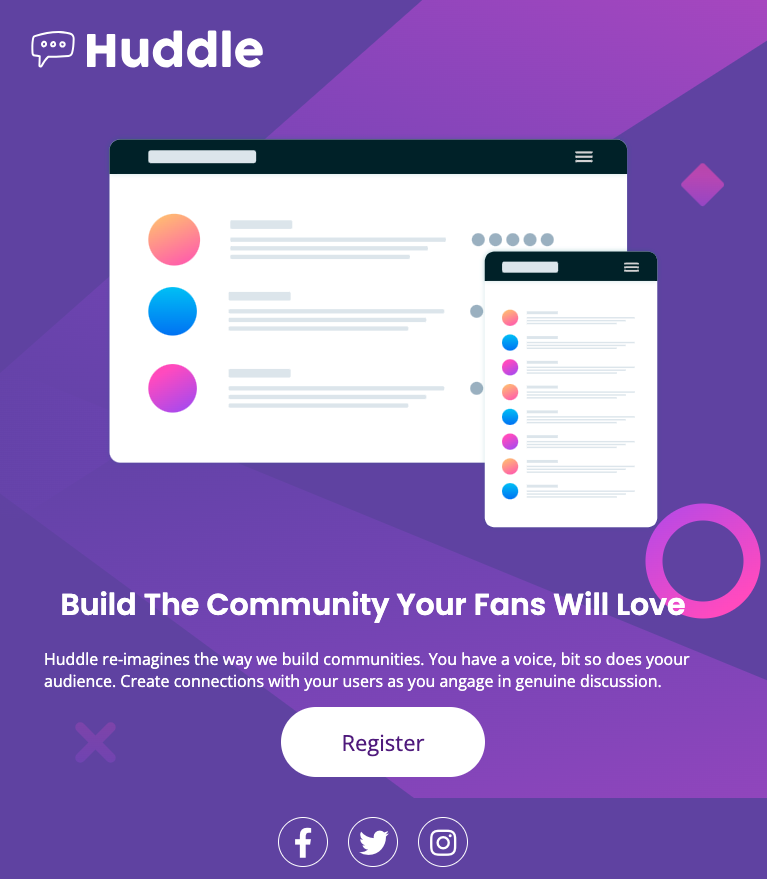 Huddle
Build The Community Your Fans Will Love
Huddle re-imagines the way we build communities. You have a voice, bit so does yoour
audience. Create connections with your users as you angage in genuine discussion.
Register